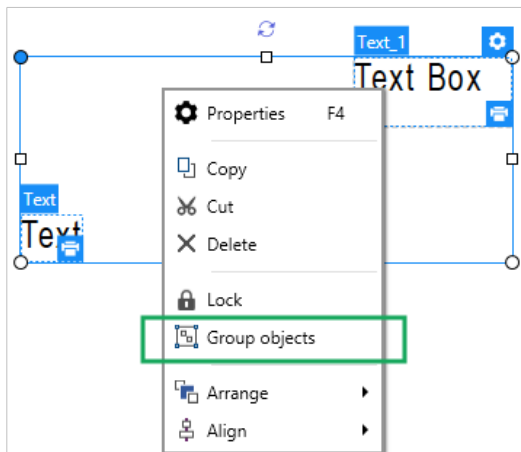 Text_1
Text Box
Properties F4
Copy
Cut
Text
Text
Delete
Lock
Group objects
Arrange
Align